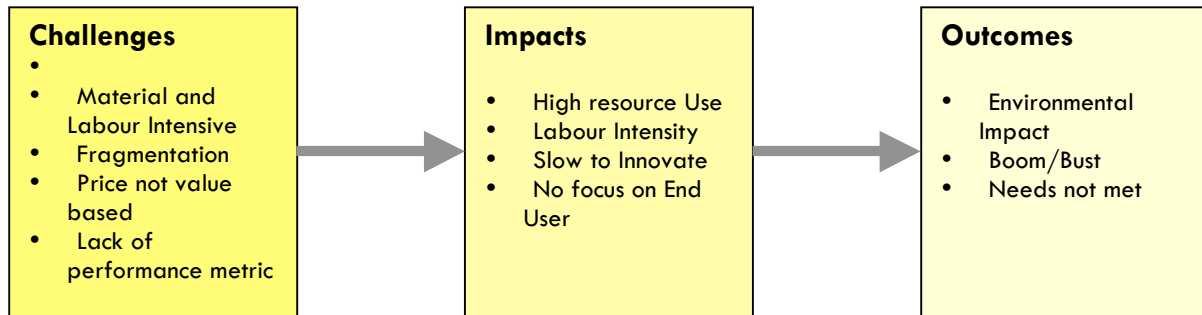 Challenges
•
• Material and
Labour Intensive
• Fragmentation
• Price not value
based
• Lack of
performance metric
Impacts
• High resource Use
• Labour Intensity
• Slow to Innovate
• No focus on End
User
Outcomes
• Environmental
Impact
• Boom/Bust
• Needs not met